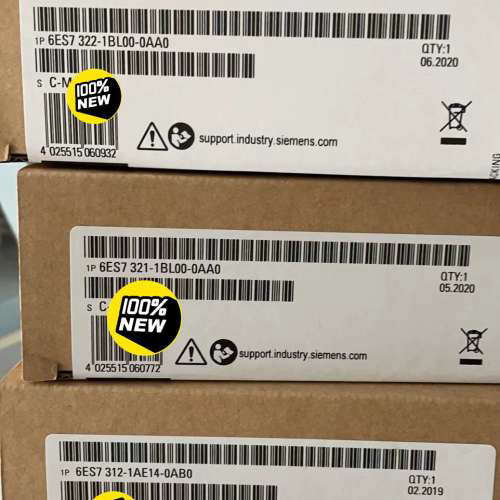 1P 6ES7 322-1BL00-0AA0
QTY:1
06.2020
S C-
100%
NEW
support.industry.siemens.com
4 025515 060932
KING
1P 6ES7 321-1BL00-0AA0
QTY:1
05.2020
S C-
100%
NEW
support.industry.siemens.com
4 025515 060772
1P 6ES7 312-1AE14-0AB0
QTY:1
02.2019
100%